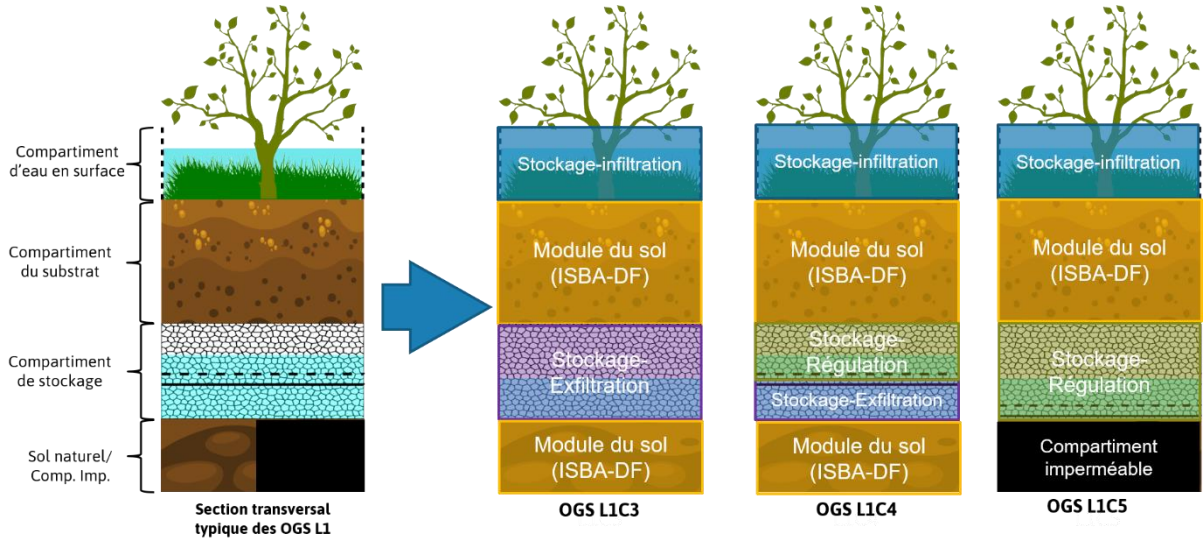 Compartiment
d'eau en surface
Compartiment
du substrat
Compartiment
de stockage
Sol naturel/
Comp. Imp.
Section transversal
typique des OGS L1
Stockage-infiltration
Module du sol
(ISBA-DF)
Stockage-
Exfiltration
Module du sol
(ISBA-DF)
OGS L1C3
Stockage-infiltration
Module du sol
(ISBA-DF)
Stockage-
Régulation
Stockage-Exfiltration
Module du sol
(ISBA-DF)
OGS L1C4
Stockage-infiltration
Module du sol
(ISBA-DF)
Stockage-
Régulation
Compartiment
imperméable
OGS L1C5